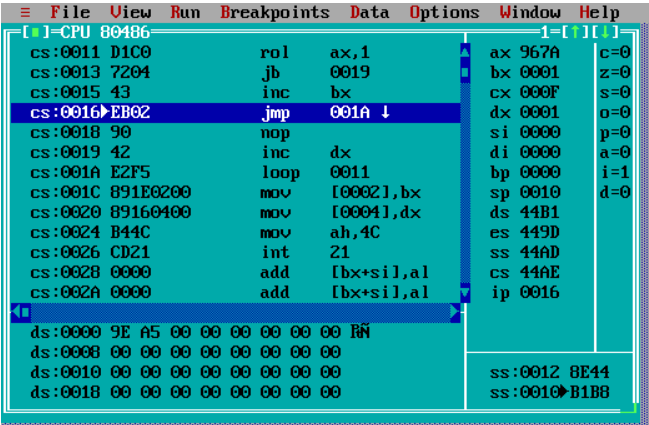 ≡ File View Run Breakpoints Data Options Window Help
[■]=CPU 80486 1=[↑][↓]
cs:0011 D1C0 rol ax,1 ax 967A c=0
cs:0013 7204 jb 0019 bx 0001 z=0
cs:0015 43 inc bx cx 000F s=0
cs:0016►EB02 jmp 001A ↓ dx 0001 o=0
cs:0018 90 nop si 0000 p=0
cs:0019 42 inc dx di 0000 a=0
cs:001A E2F5 loop 0011 bp 0000 i=1
cs:001C 891E0200 mov [0002],bx sp 0010 d=0
cs:0020 89160400 mov [0004],dx ds 44B1
cs:0024 B44C mov ah,4C es 449D
cs:0026 CD21 int 21 ss 44AD
cs:0028 0000 add [bx+si],al cs 44AE
cs:002A 0000 add [bx+si],al ip 0016
ds:0000 9E A5 00 00 00 00 00 00 ₧Ñ
ds:0008 00 00 00 00 00 00 00 00
ds:0010 00 00 00 00 00 00 00 00 ss:0012 8E44
ds:0018 00 00 00 00 00 00 00 00 ss:0010►B1B8